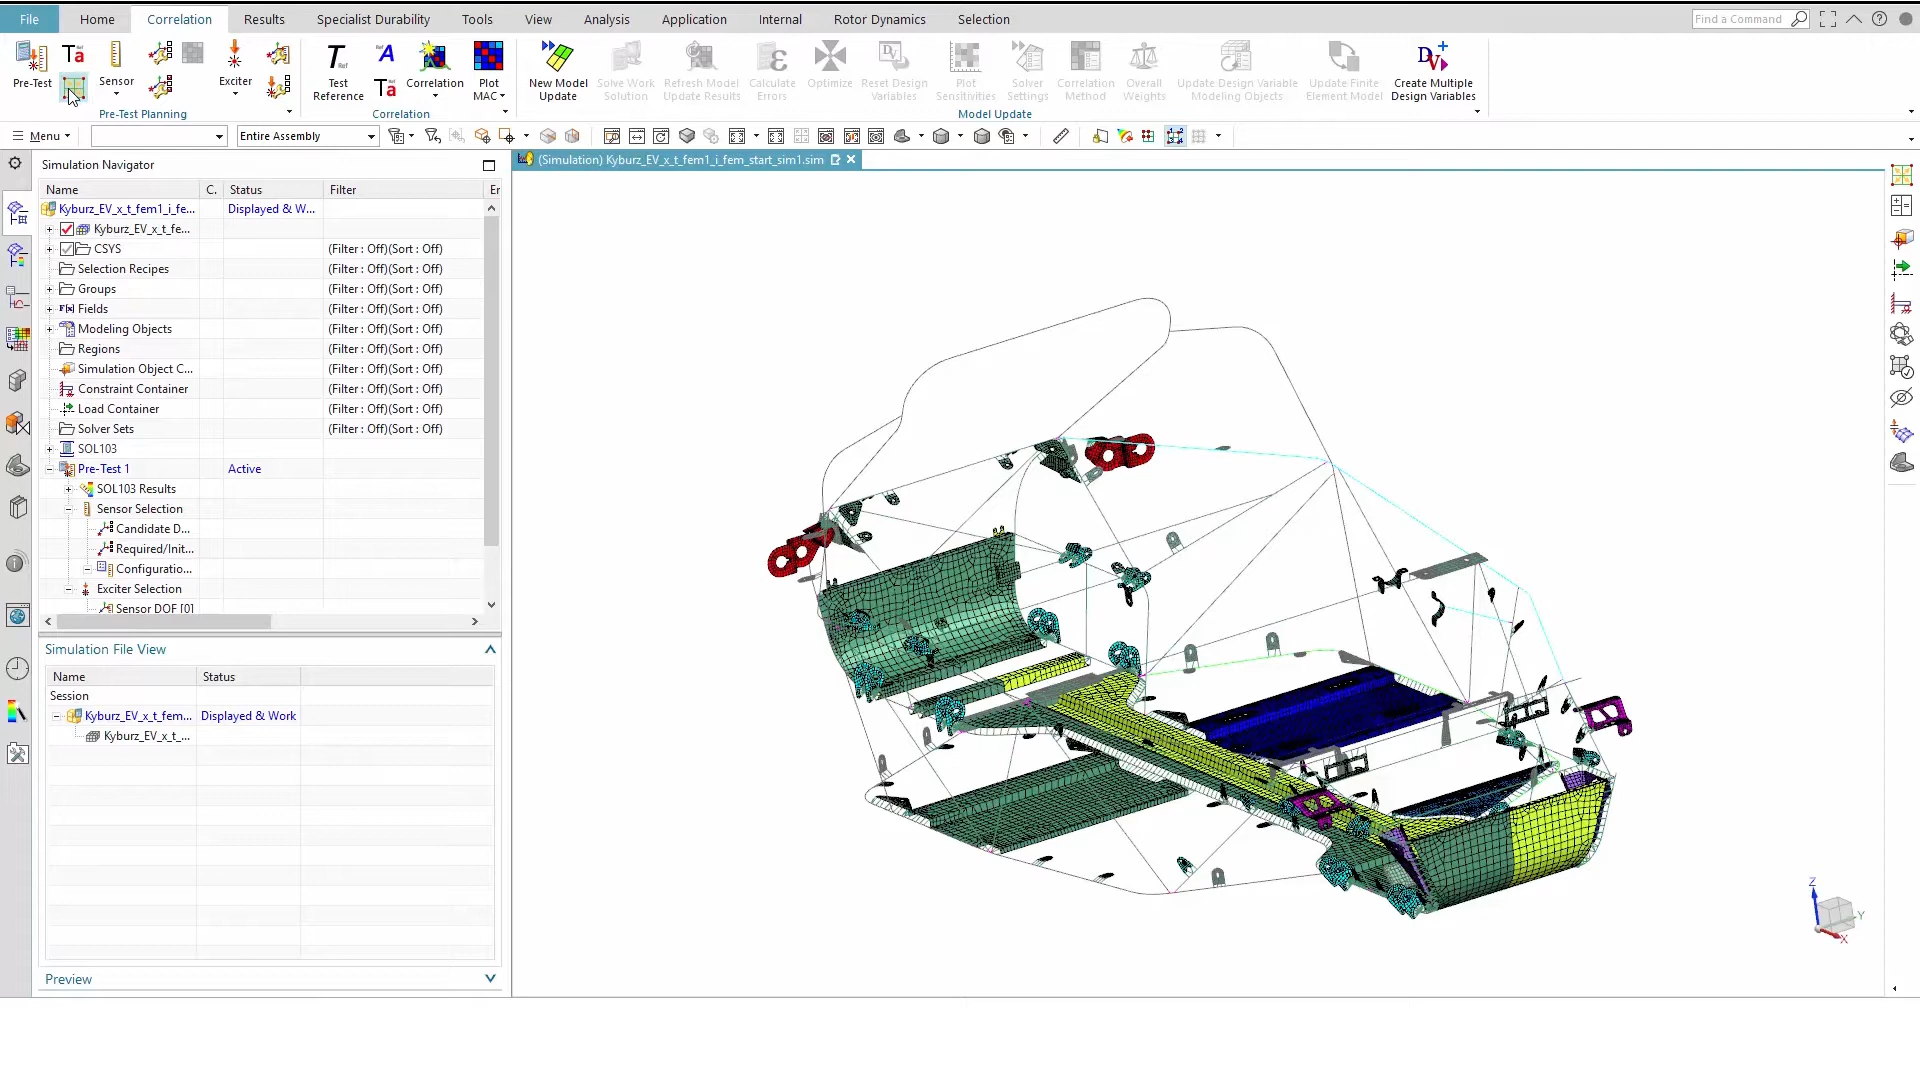 File Home Correlation Results Specialist Durability Tools View Analysis Application Internal Rotor Dynamics Selection
Find a Command
Pre-Test
Ta
Sensor
Exciter
Pre-Test Planning
T Ref
Test Reference
A
Ta
Correlation
Plot MAC
Correlation
New Model Update
Solve Work Solution
Refresh Model Update Results
Calculate Errors
Optimize
Reset Design Variables
Plot Sensitivities
Solver Settings
Correlation Method
Overall Weights
Update Design Variable Modeling Objects
Update Finite Element Model
Create Multiple Design Variables
Model Update
Menu
Entire Assembly
Simulation Navigator
(Simulation) Kyburz_EV_x_t_fem1_i_fem_start_sim1.sim
Name C. Status Filter Er
Kyburz_EV_x_t_fem1_i_fe... Displayed & W...
Kyburz_EV_x_t_fe...
CSYS (Filter : Off)(Sort : Off)
Selection Recipes (Filter : Off)(Sort : Off)
Groups (Filter : Off)(Sort : Off)
Fields (Filter : Off)(Sort : Off)
Modeling Objects (Filter : Off)(Sort : Off)
Regions (Filter : Off)(Sort : Off)
Simulation Object C... (Filter : Off)(Sort : Off)
Constraint Container (Filter : Off)(Sort : Off)
Load Container (Filter : Off)(Sort : Off)
Solver Sets (Filter : Off)(Sort : Off)
SOL103
Pre-Test 1 Active
SOL103 Results
Sensor Selection
Candidate D...
Required/Init...
Configuratio...
Exciter Selection
Sensor DOF [0]
Simulation File View
Name Status
Session
Kyburz_EV_x_t_fem... Displayed & Work
Kyburz_EV_x_t_...
Preview
Z
Y
X